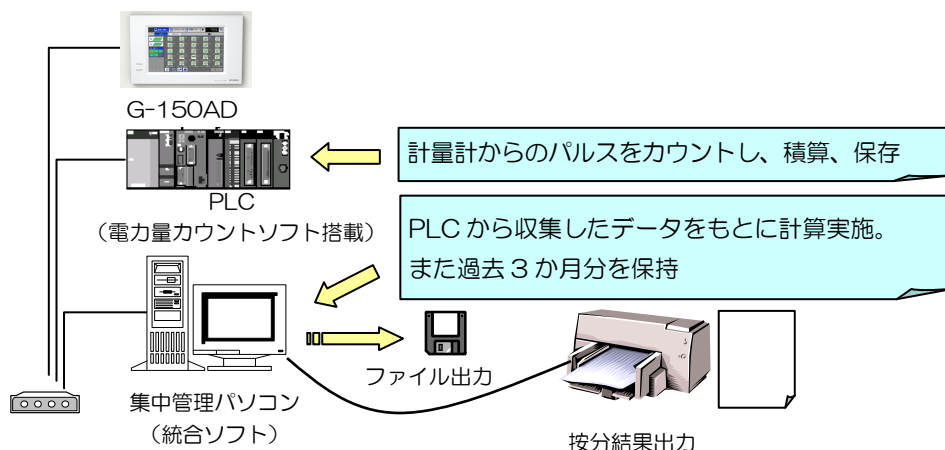 G-150AD
計量計からのパルスをカウントし、積算、保存
PLC
（電力量カウントソフト搭載）
PLC から収集したデータをもとに計算実施。
また過去 3 か月分を保持
ファイル出力
集中管理パソコン
（統合ソフト）
按分結果出力